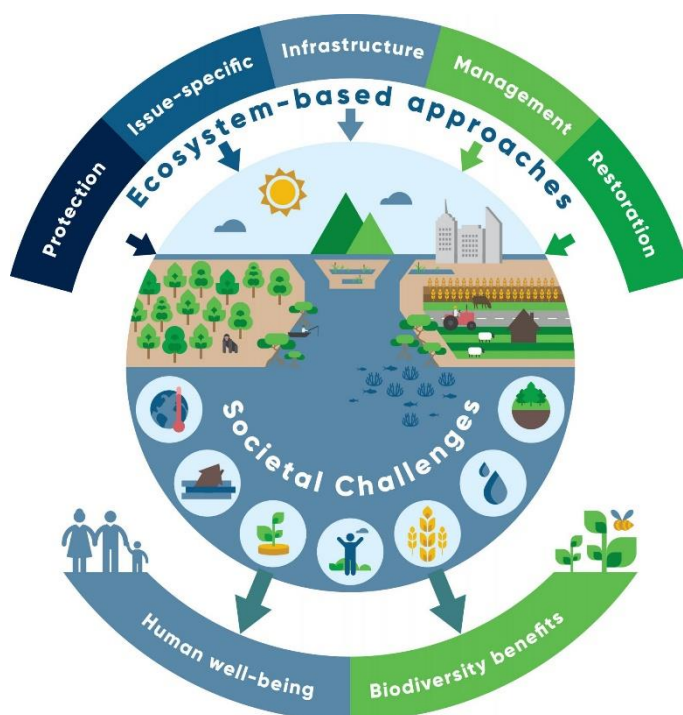 Protection
Issue-specific
Infrastructure
Management
Restoration
Ecosystem-based approaches
Societal Challenges
Human well-being
Biodiversity benefits